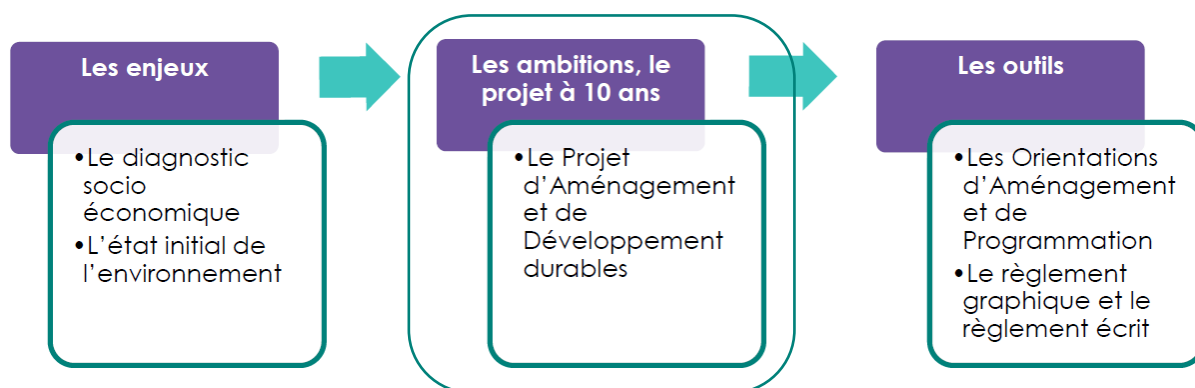 Les enjeux
•Le diagnostic
socio
économique
•L’état initial de
l’environnement
Les ambitions, le
projet à 10 ans
•Le Projet
d’Aménagement
et de
Développement
durables
Les outils
•Les Orientations
d’Aménagement
et de
Programmation
•Le règlement
graphique et le
règlement écrit